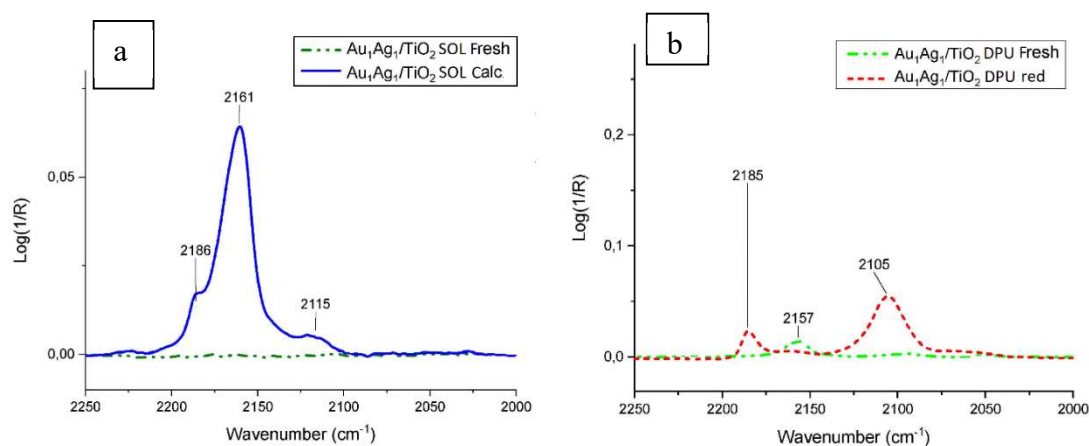 a
Au₁Ag₁/TiO₂ SOL Fresh
Au₁Ag₁/TiO₂ SOL Calc
2161
2186
2115
0,05
0,00
Log(1/R)
2250 2200 2150 2100 2050 2000
Wavenumber (cm⁻¹)
b
Au₁Ag₁/TiO₂ DPU Fresh
Au₁Ag₁/TiO₂ DPU red
2185
2157
2105
0,2
0,1
0,0
Log(1/R)
2250 2200 2150 2100 2050 2000
Wavenumber (cm⁻¹)